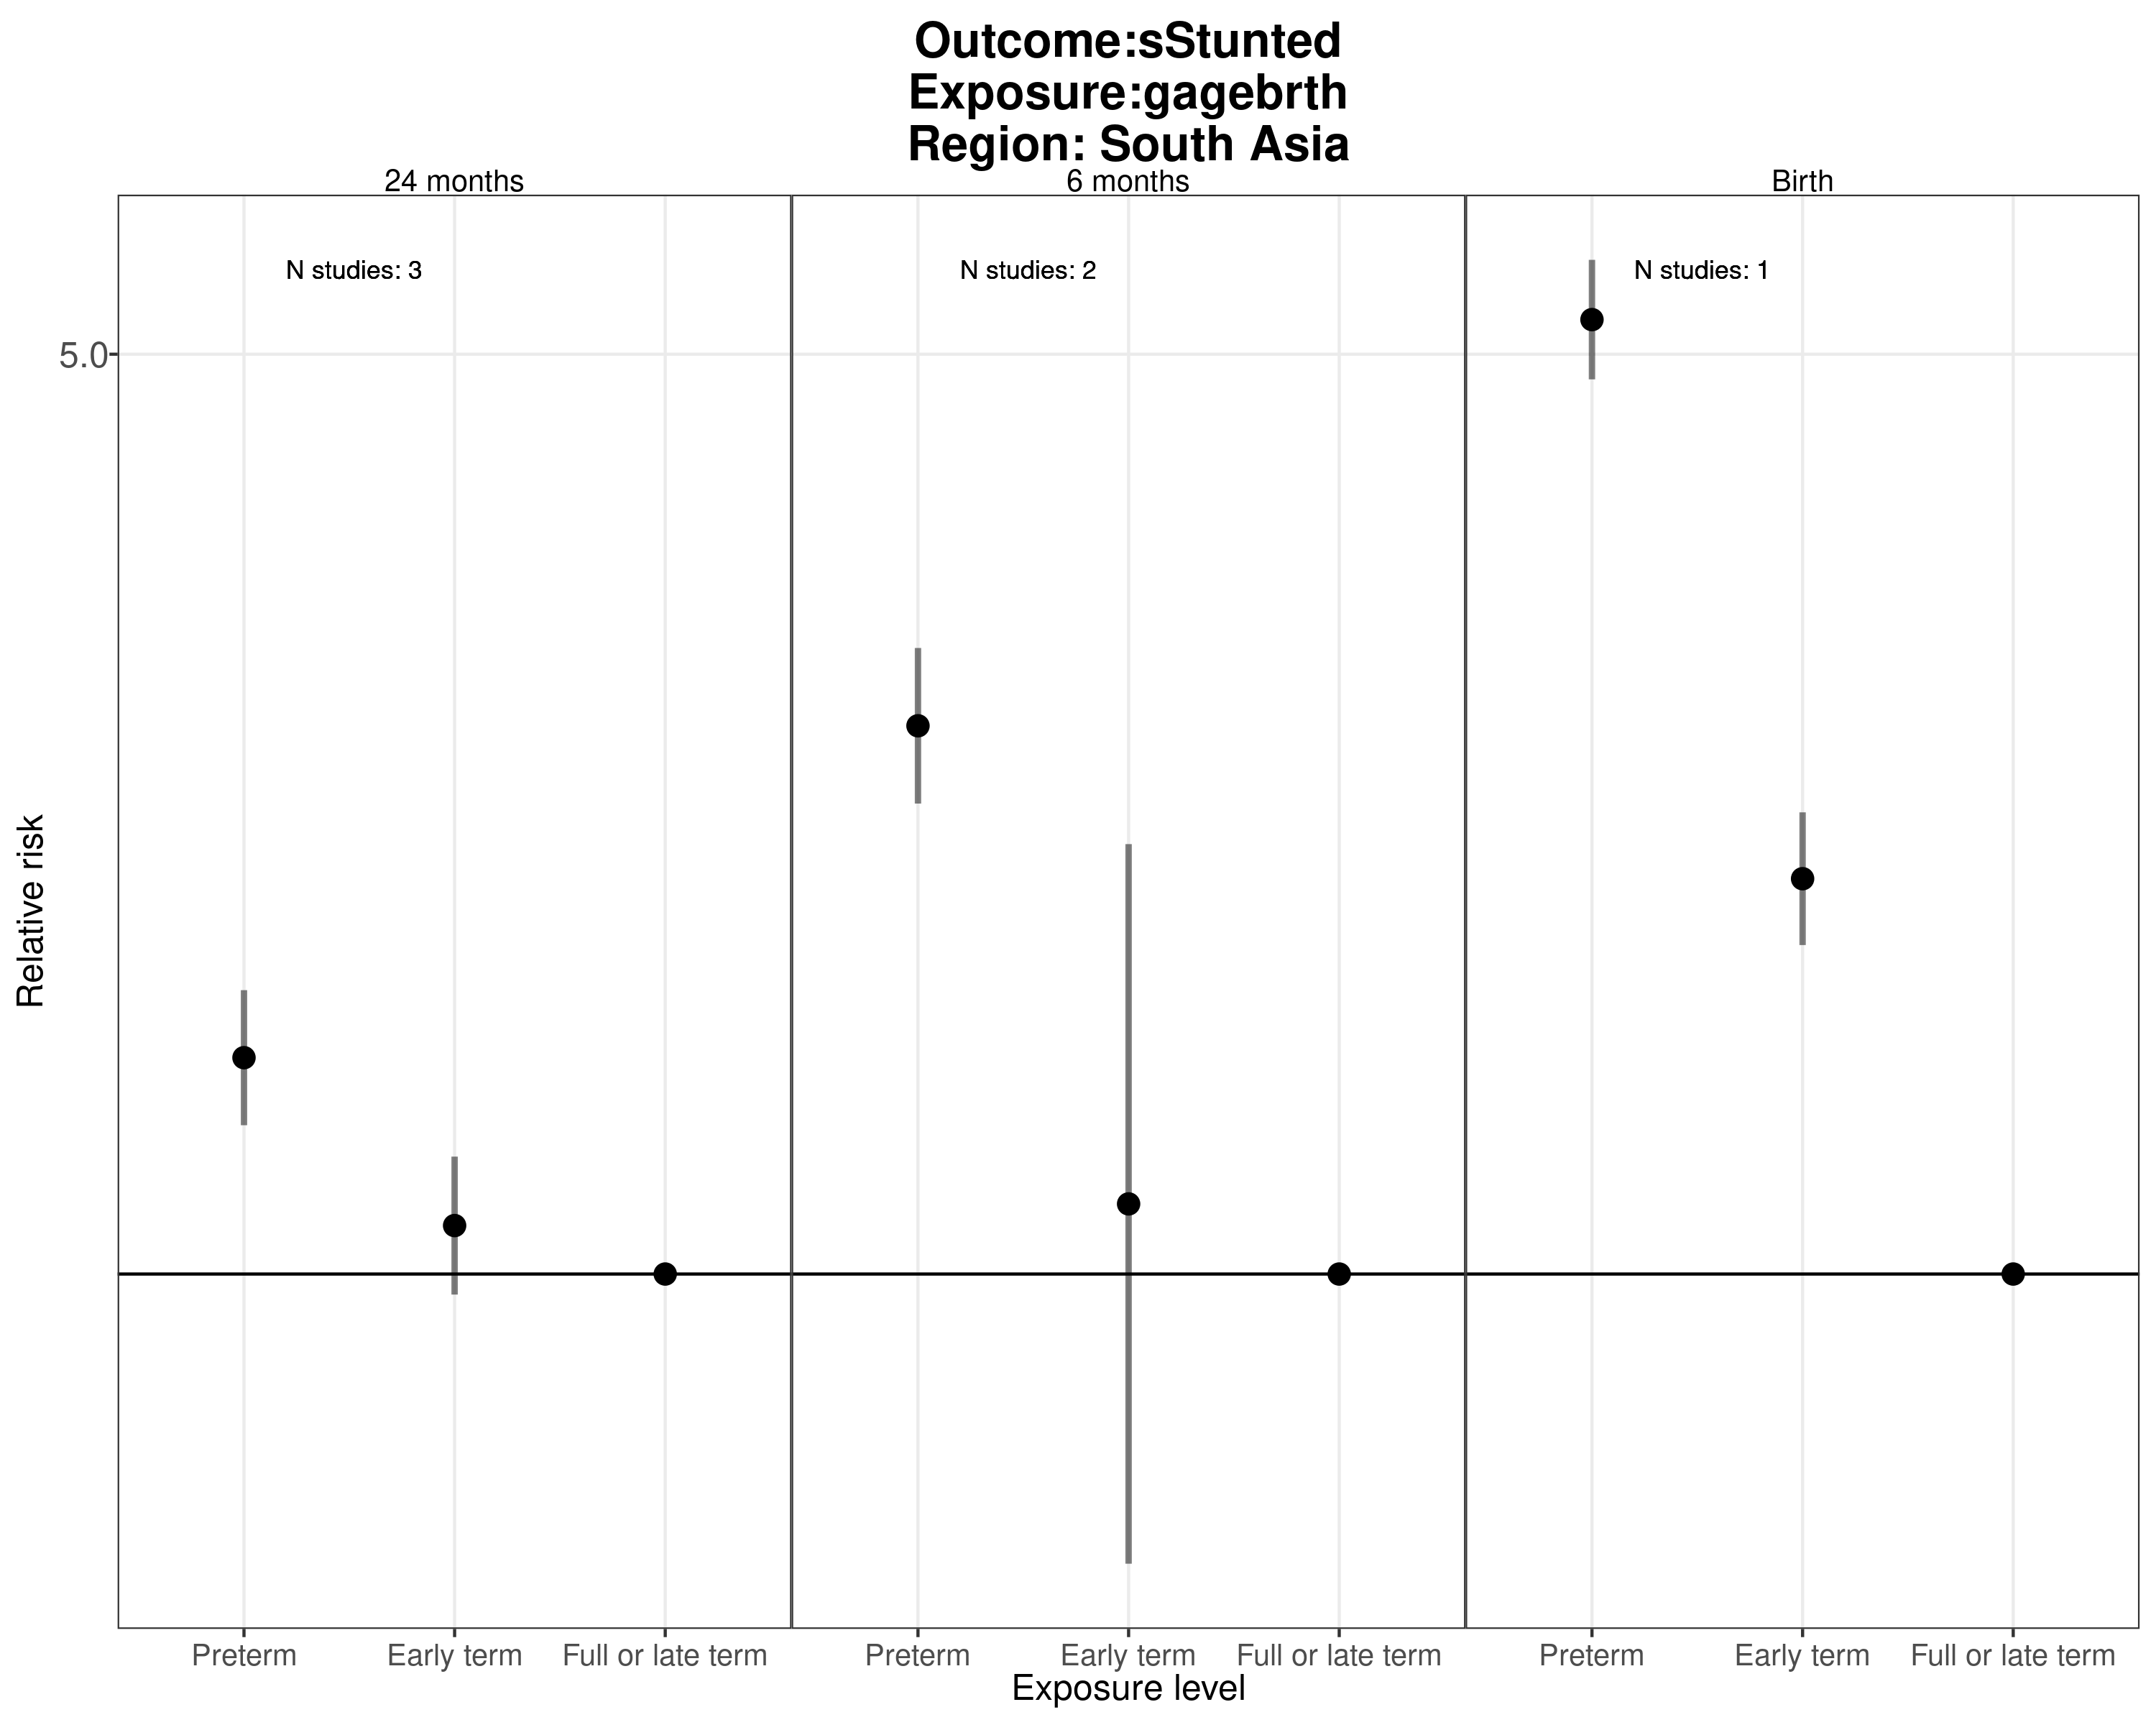 Outcome:sStunted
Exposure:gagebrth
Region: South Asia
24 months
6 months
Birth
N studies: 3
N studies: 2
N studies: 1
5.0
Relative risk
Preterm
Early term
Full or late term
Preterm
Early term
Full or late term
Preterm
Early term
Full or late term
Exposure level